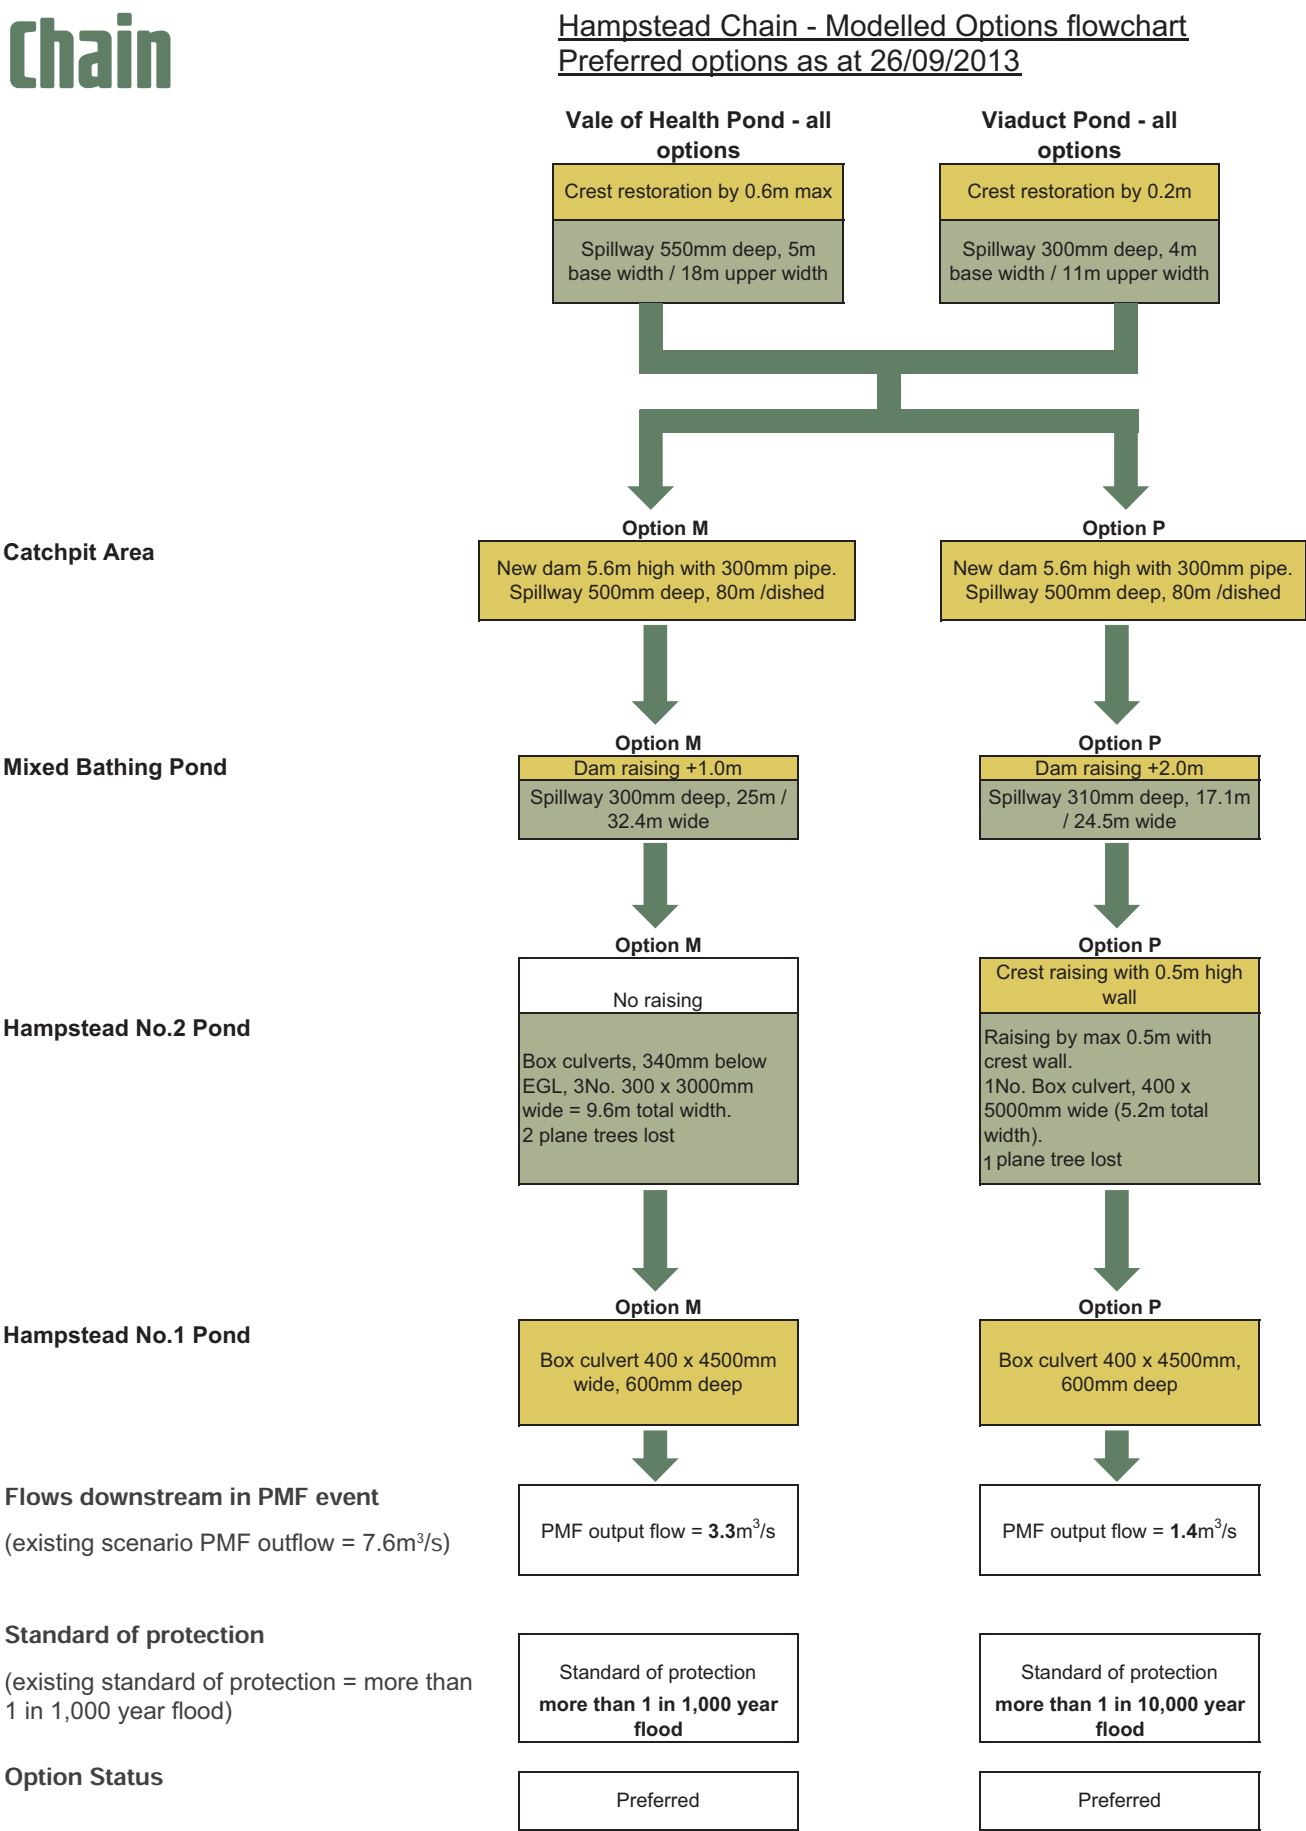 Chain
Hampstead Chain - Modelled Options flowchart
Preferred options as at 26/09/2013
Vale of Health Pond - all
options
Viaduct Pond - all
options
Crest restoration by 0.6m max
Crest restoration by 0.2m
Spillway 550mm deep, 5m
base width / 18m upper width
Spillway 300mm deep, 4m
base width / 11m upper width
Catchpit Area
Option M
New dam 5.6m high with 300mm pipe.
Spillway 500mm deep, 80m /dished
Option P
New dam 5.6m high with 300mm pipe.
Spillway 500mm deep, 80m /dished
Mixed Bathing Pond
Option M
Dam raising +1.0m
Spillway 300mm deep, 25m /
32.4m wide
Option P
Dam raising +2.0m
Spillway 310mm deep, 17.1m
/ 24.5m wide
Hampstead No.2 Pond
Option M
No raising
Box culverts, 340mm below
EGL, 3No. 300 x 3000mm
wide = 9.6m total width.
2 plane trees lost
Option P
Crest raising with 0.5m high
wall
Raising by max 0.5m with
crest wall.
1No. Box culvert, 400 x
5000mm wide (5.2m total
width).
1 plane tree lost
Hampstead No.1 Pond
Option M
Box culvert 400 x 4500mm
wide, 600mm deep
Option P
Box culvert 400 x 4500mm,
600mm deep
Flows downstream in PMF event
(existing scenario PMF outflow = 7.6m³/s)
PMF output flow = 3.3m³/s
PMF output flow = 1.4m³/s
Standard of protection
(existing standard of protection = more than
1 in 1,000 year flood)
Standard of protection
more than 1 in 1,000 year
flood
Standard of protection
more than 1 in 10,000 year
flood
Option Status
Preferred
Preferred